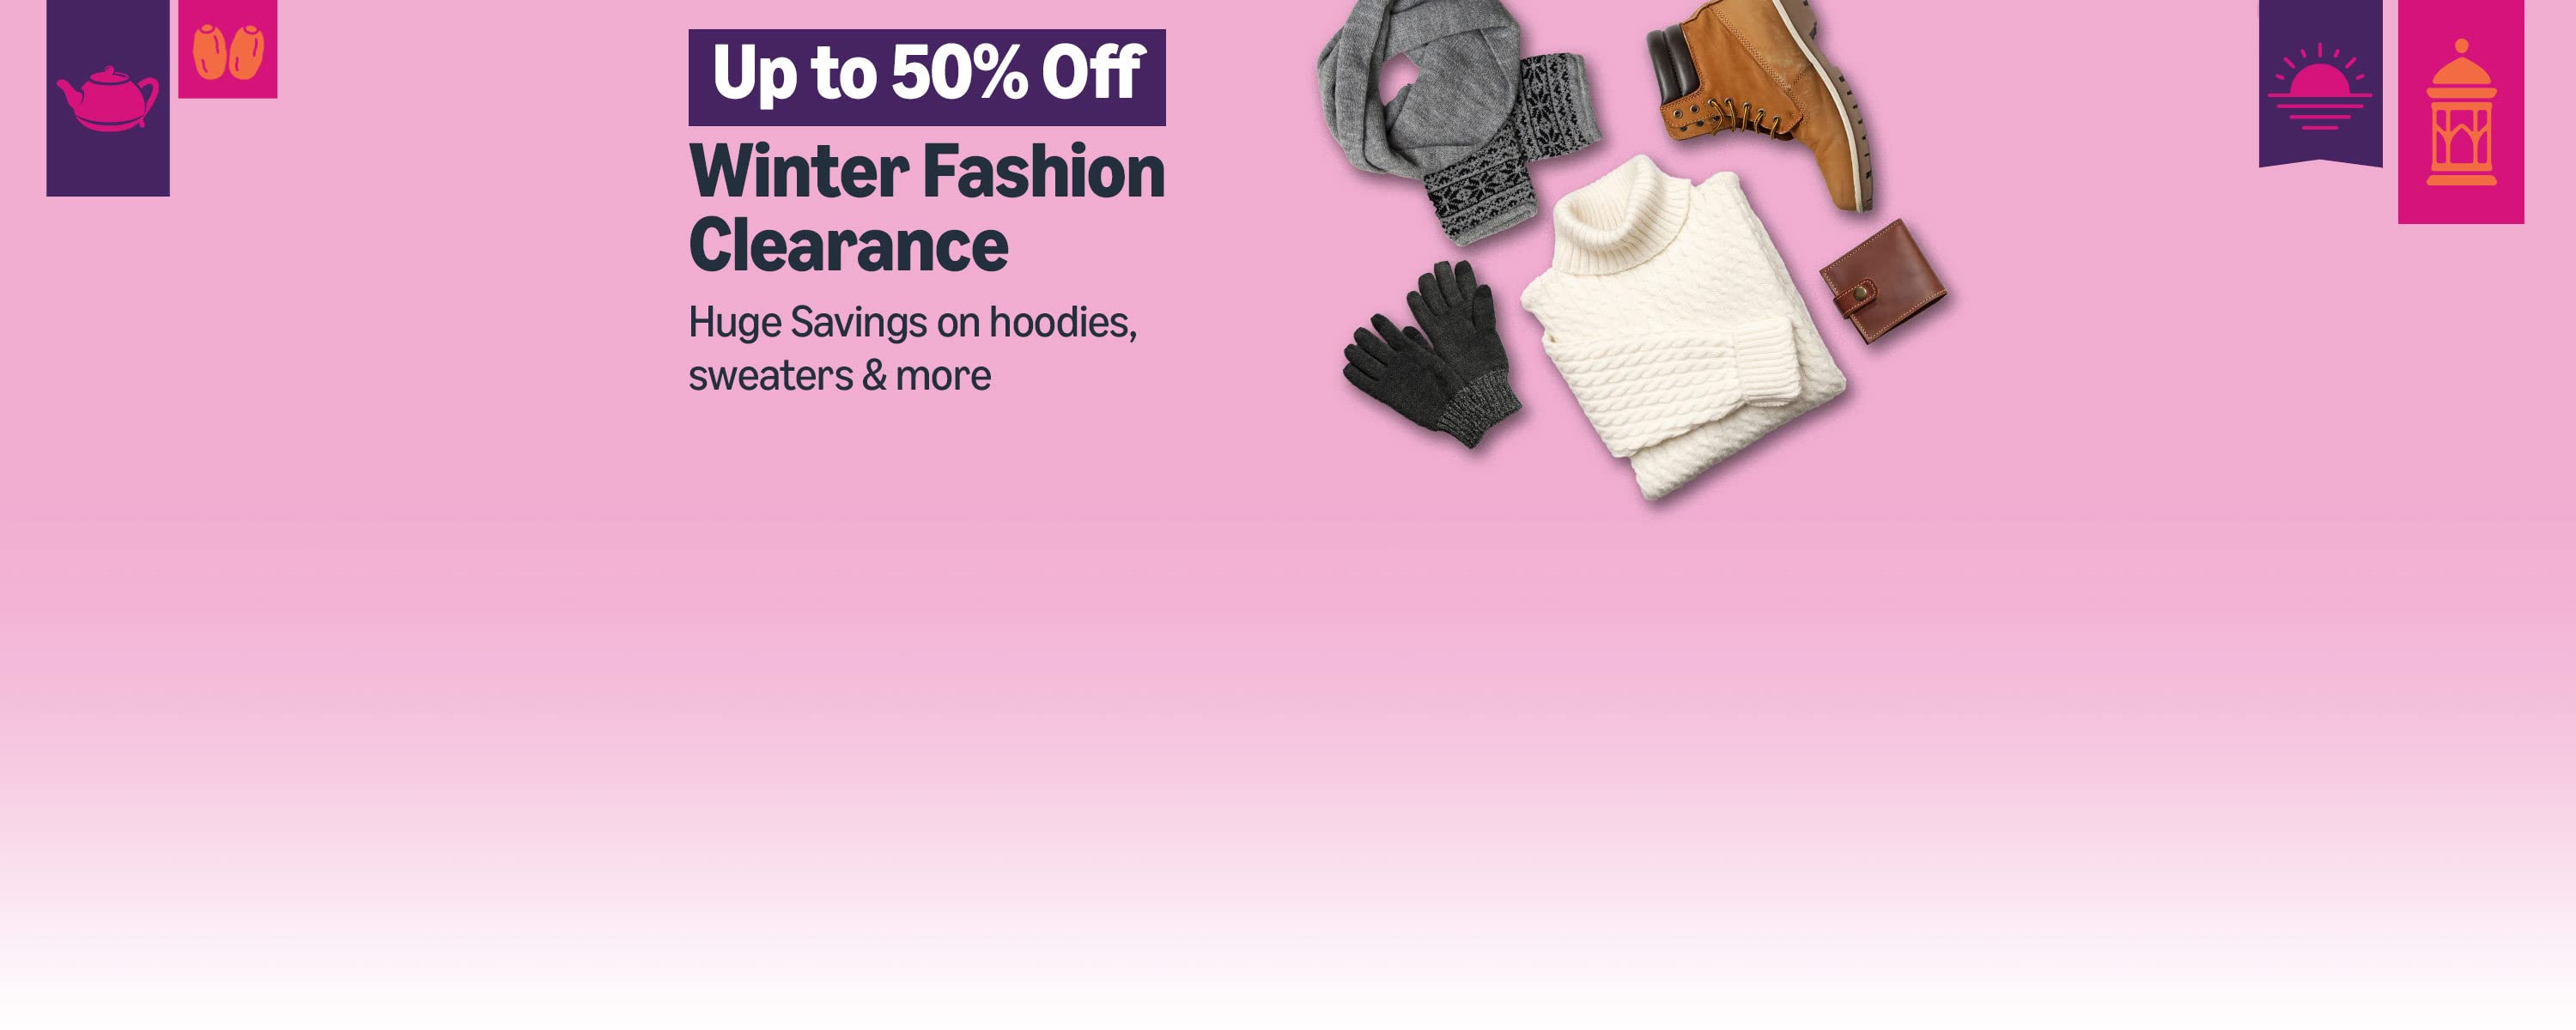 Up to 50% Off
Winter Fashion
Clearance
Huge Savings on hoodies,
sweaters & more